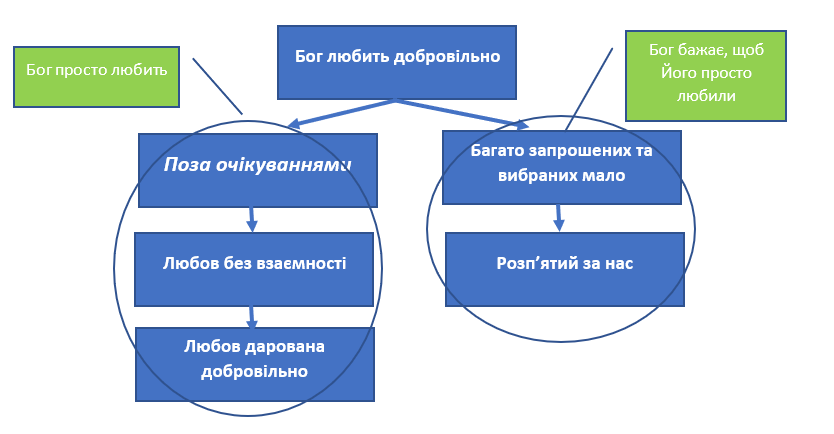 Бог любить добровільно
Бог просто любить
Бог бажає, щоб
Його просто
любили
Поза очікуваннями
Багато запрошених та
вибраних мало
Любов без взаємності
Розп’ятий за нас
Любов дарована
добровільно